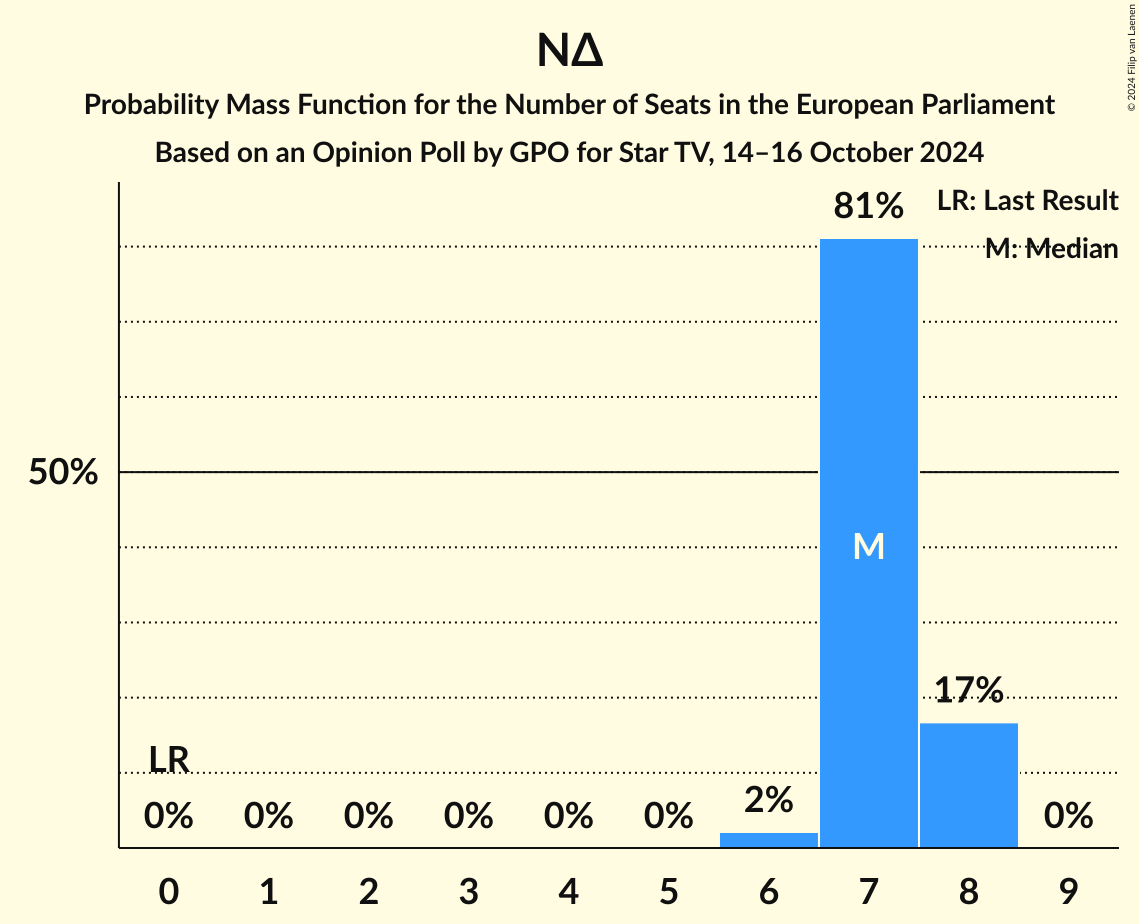 ΝΔ
Probability Mass Function for the Number of Seats in the European Parliament
Based on an Opinion Poll by GPO for Star TV, 14–16 October 2024
© 2024 Filip van Laenen
LR: Last Result
M: Median
50%
81%
M
17%
LR
2%
0% 0% 0% 0% 0% 0% 0%
0 1 2 3 4 5 6 7 8 9